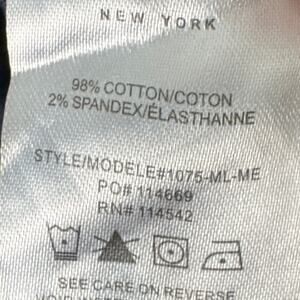 NEW YORK
98% COTTON/COTON
2% SPANDEX/ÉLASTHANNE
STYLE/MODELE#1075-ML-ME
PO# 114669
RN# 114542
SEE CARE ON REVERSE